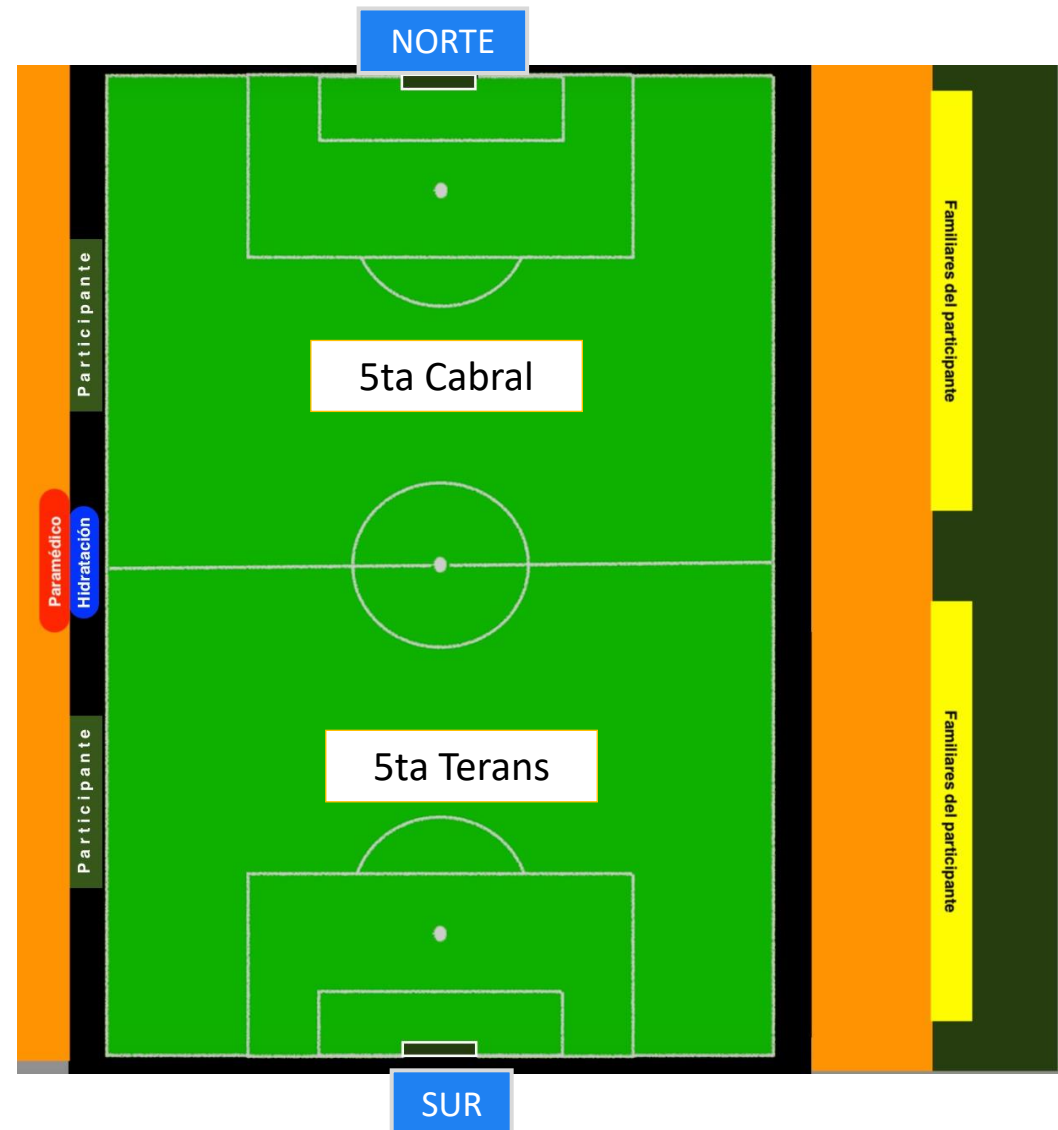 NORTE
Participante
Familiares del participante
5ta Cabral
Paramédico
Hidratación
Participante
5ta Terans
Familiares del participante
SUR